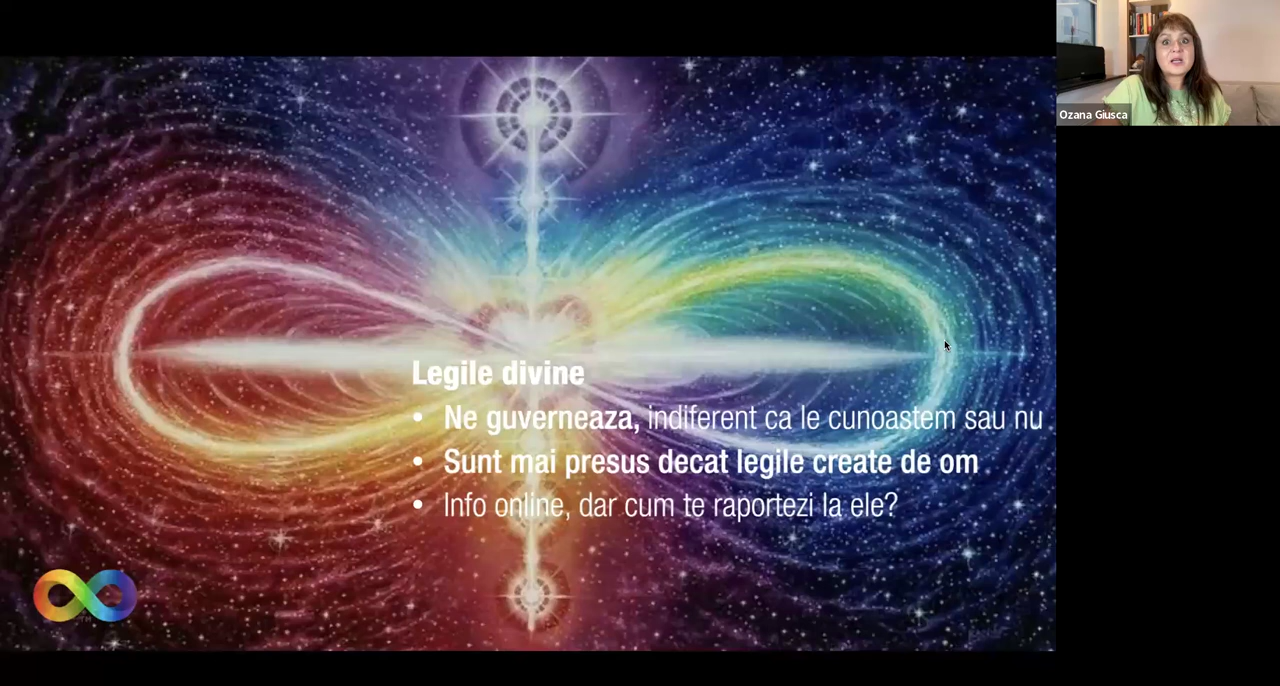 Ozana Giusca
Legile divine
• Ne guverneaza, indiferent ca le cunoastem sau nu
• Sunt mai presus decat legile create de om
• Info online, dar cum te raportezi la ele?